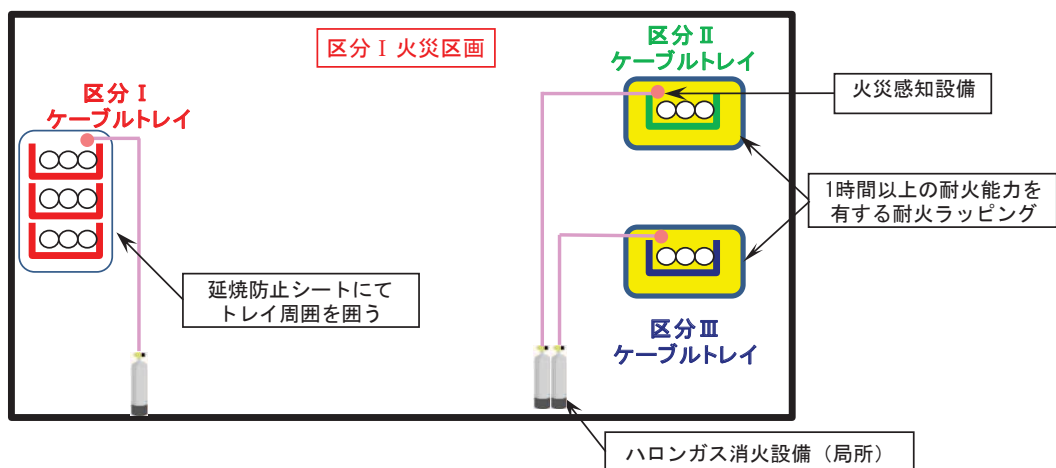 区分Ⅰ火災区画
区分Ⅱ
ケーブルトレイ
火災感知設備
区分Ⅰ
ケーブルトレイ
1時間以上の耐火能力を
有する耐火ラッピング
延焼防止シートにて
トレイ周囲を囲う
区分Ⅲ
ケーブルトレイ
ハロンガス消火設備（局所）